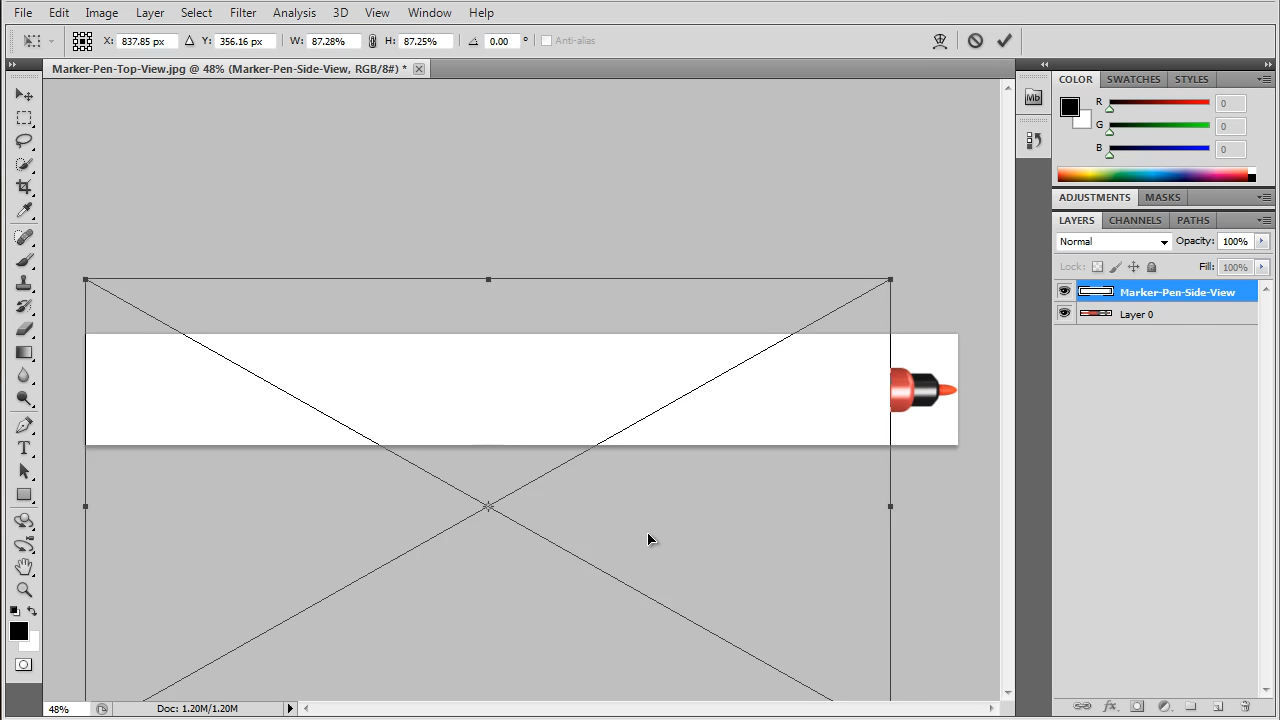 File Edit Image Layer Select Filter Analysis 3D View Window Help
X: 837.85 px Y: 356.16 px W: 87.28% H: 87.25% 0.00 ° Anti-alias
Marker-Pen-Top-View.jpg @ 48% (Marker-Pen-Side-View, RGB/8#) *
Mb
COLOR SWATCHES STYLES
R 0
G 0
B 0
ADJUSTMENTS MASKS
LAYERS CHANNELS PATHS
Normal Opacity: 100%
Lock: Fill: 100%
Marker-Pen-Side-View
Layer 0
T
fx
48% Doc: 1.20M/1.20M